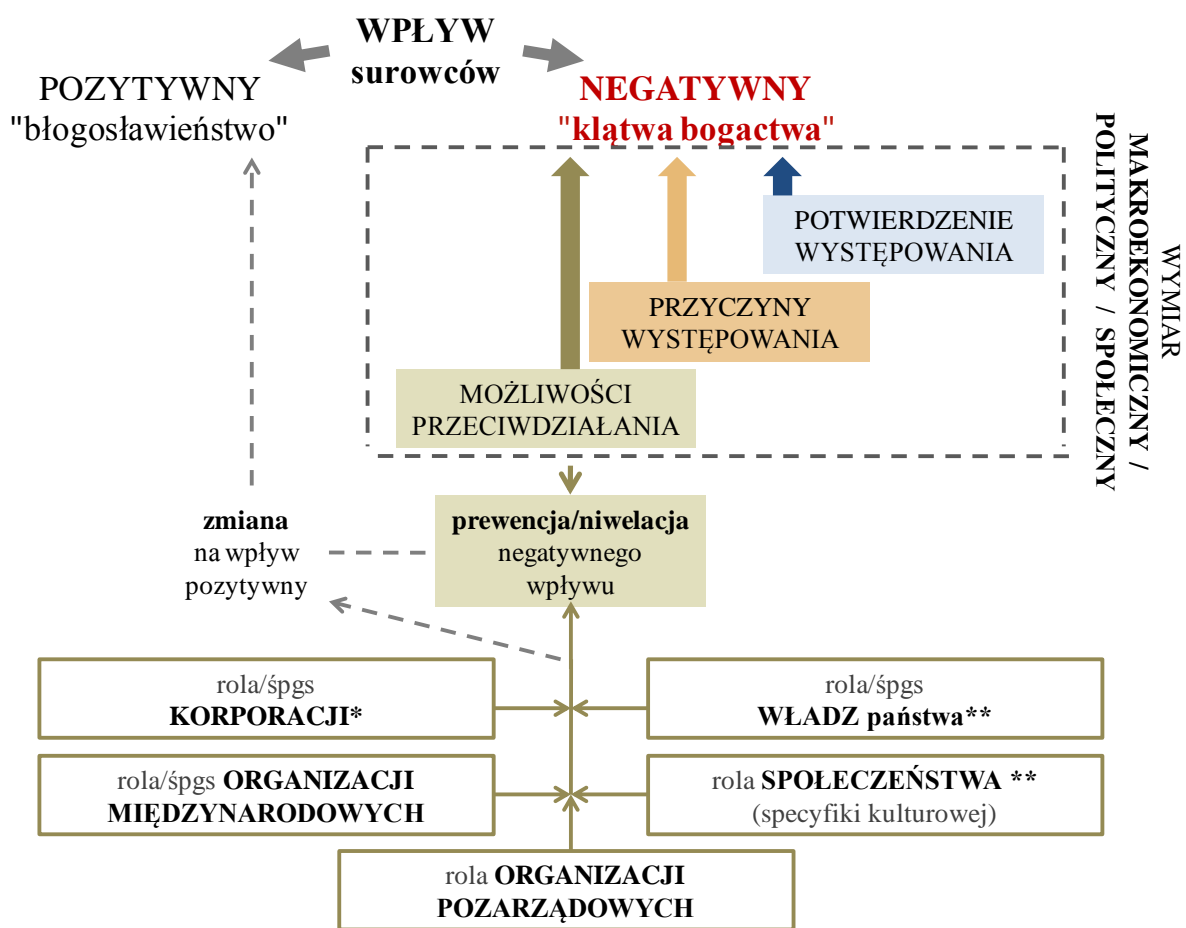 WPŁYW
surowców
POZYTYWNY
"błogosławieństwo"
NEGATYWNY
"klątwa bogactwa"
POTWIERDZENIE
WYSTĘPOWANIA
PRZYCZYNY
WYSTĘPOWANIA
MOŻLIWOŚCI
PRZECIWDZIAŁANIA
WYMIAR
MAKROEKONOMICZNY /
POLITYCZNY / SPOŁECZNY
zmiana
na wpływ
pozytywny
prewencja/niwelacja
negatywnego
wpływu
rola/śpgs
KORPORACJI*
rola/śpgs
WŁADZ państwa**
rola/śpgs ORGANIZACJI
MIĘDZYNARODOWYCH
rola SPOŁECZEŃSTWA **
(specyfiki kulturowej)
rola ORGANIZACJI
POZARZĄDOWYCH